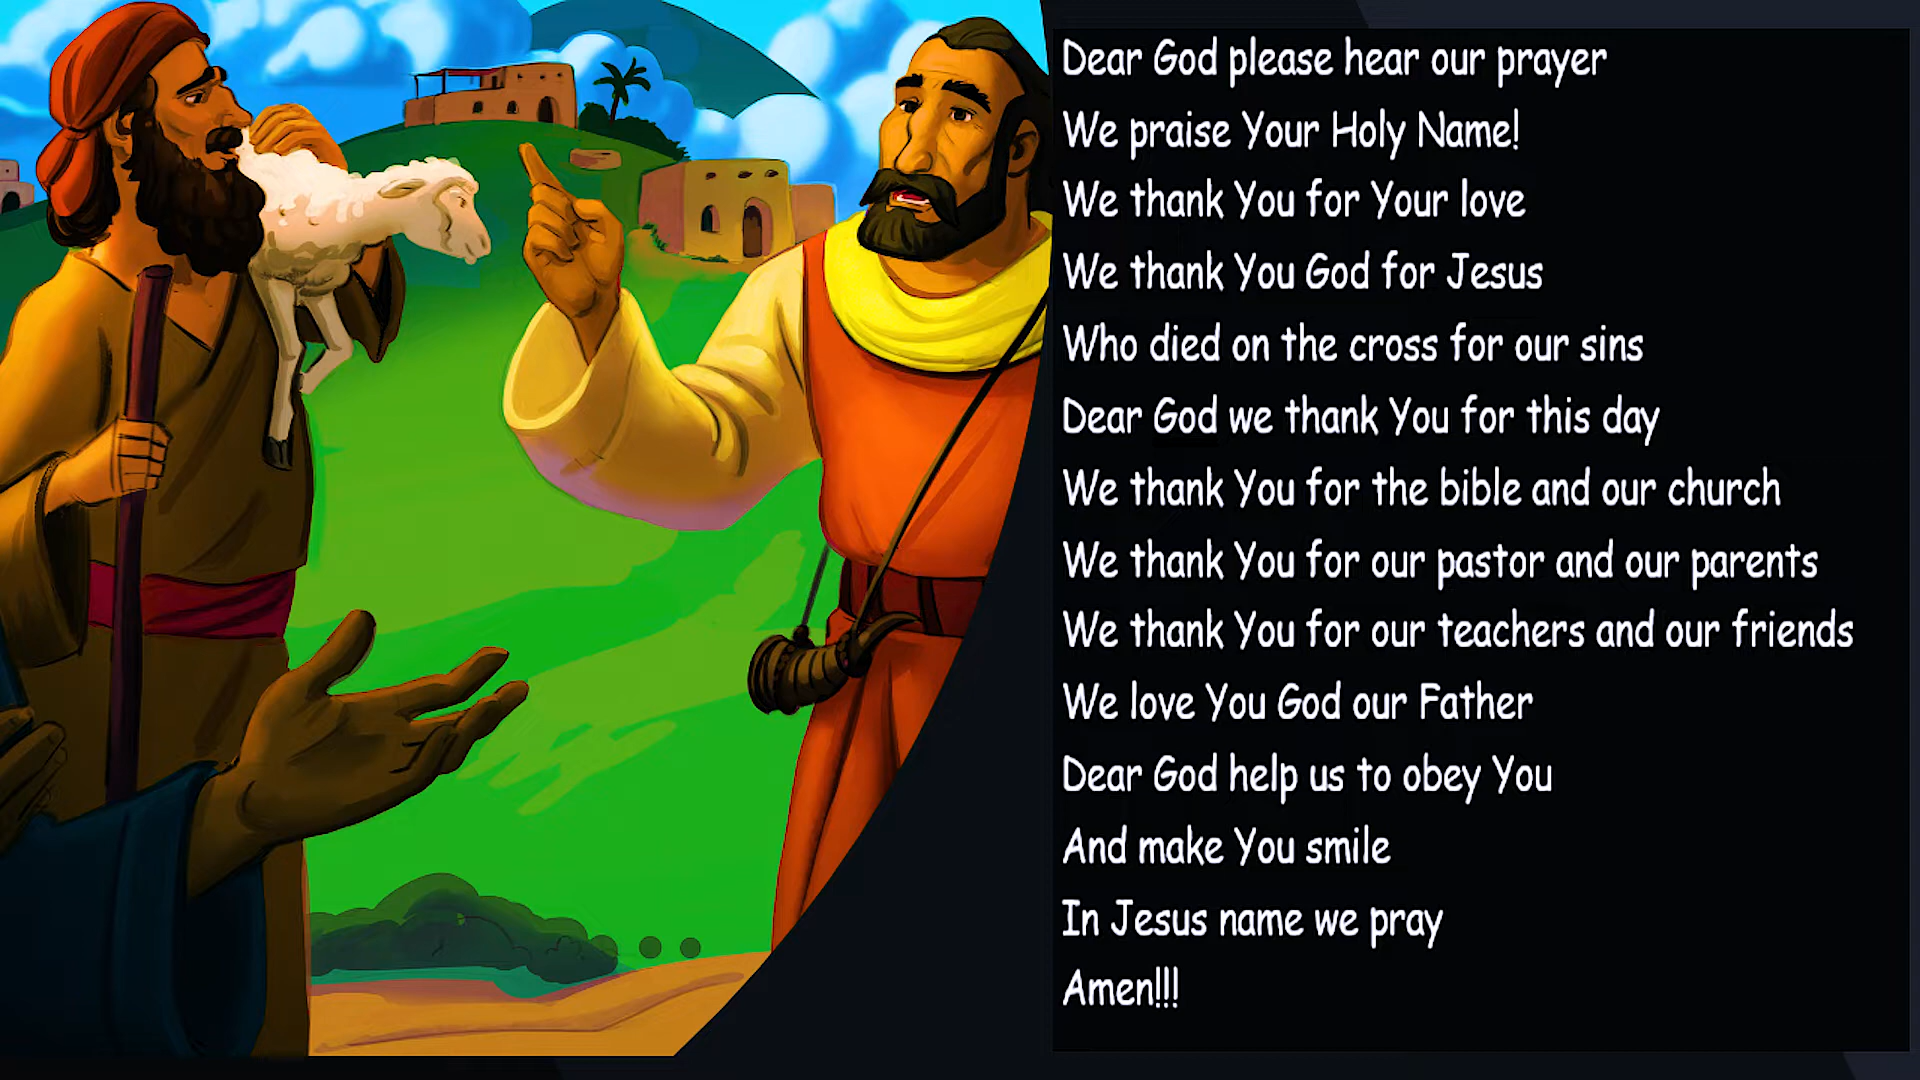 Dear God please hear our prayer
We praise Your Holy Name!
We thank You for Your love
We thank You God for Jesus
Who died on the cross for our sins
Dear God we thank You for this day
We thank You for the bible and our church
We thank You for our pastor and our parents
We thank You for our teachers and our friends
We love You God our Father
Dear God help us to obey You
And make You smile
In Jesus name we pray
Amen!!!